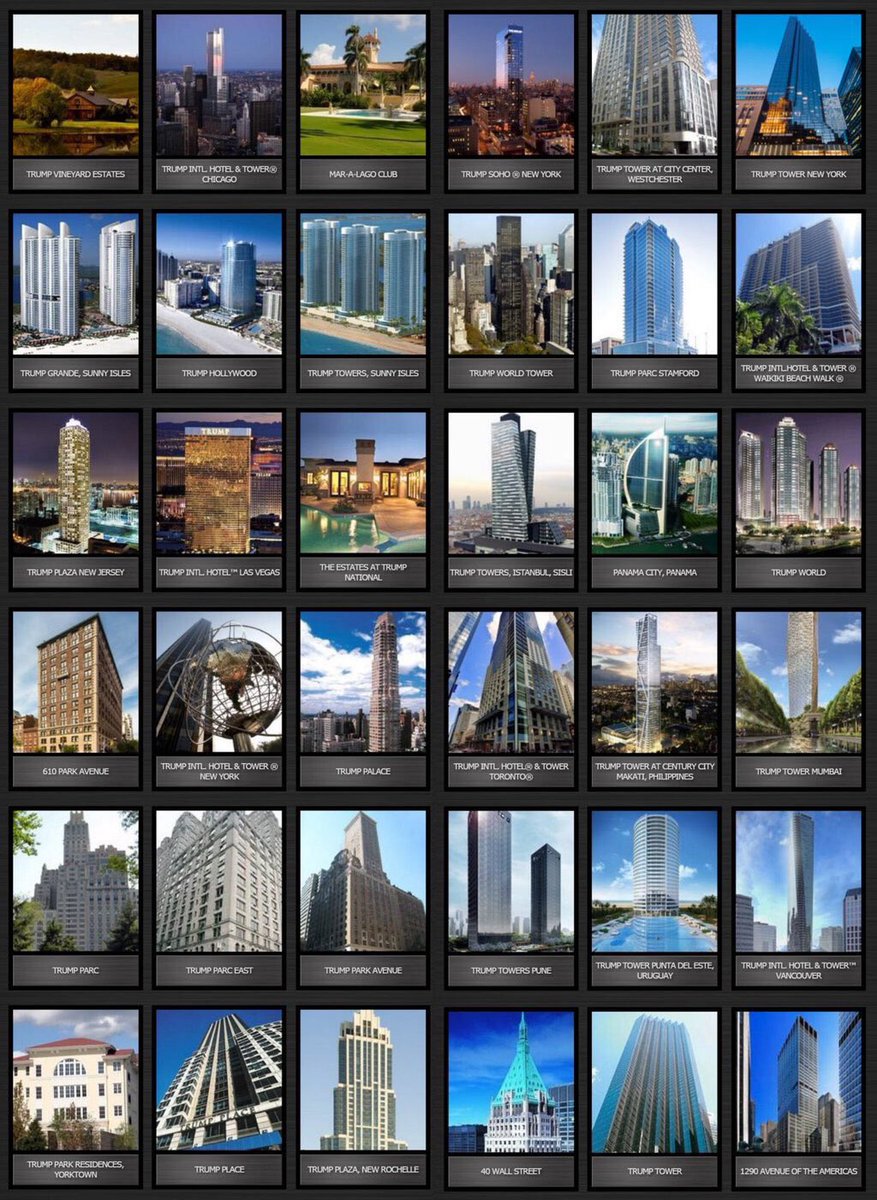 TRUMP VINEYARD ESTATES
TRUMP INTL. HOTEL & TOWER®
CHICAGO
MAR-A-LAGO CLUB
TRUMP SOHO ® NEW YORK
TRUMP TOWER AT CITY CENTER,
WESTCHESTER
TRUMP TOWER NEW YORK
TRUMP GRANDE, SUNNY ISLES
TRUMP HOLLYWOOD
TRUMP TOWERS, SUNNY ISLES
TRUMP WORLD TOWER
TRUMP PARC STAMFORD
TRUMP INTL.HOTEL & TOWER ®
WAIKIKI BEACH WALK ®
TRUMP PLAZA NEW JERSEY
TRUMP
TRUMP INTL. HOTEL™ LAS VEGAS
THE ESTATES AT TRUMP
NATIONAL
TRUMP TOWERS, ISTANBUL, SISLI
PANAMA CITY, PANAMA
TRUMP WORLD
610 PARK AVENUE
TRUMP INTL. HOTEL & TOWER ®
NEW YORK
TRUMP PALACE
TRUMP INTL. HOTEL® & TOWER
TORONTO®
TRUMP TOWER AT CENTURY CITY
MAKATI, PHILIPPINES
TRUMP TOWER MUMBAI
TRUMP PARC
TRUMP PARC EAST
TRUMP PARK AVENUE
TRUMP TOWERS PUNE
TRUMP TOWER PUNTA DEL ESTE,
URUGUAY
TRUMP INTL. HOTEL & TOWER™
VANCOUVER
TRUMP PARK RESIDENCES,
YORKTOWN
TRUMP PLACE
TRUMP PLACE
TRUMP PLAZA, NEW ROCHELLE
40 WALL STREET
TRUMP TOWER
1290 AVENUE OF THE AMERICAS